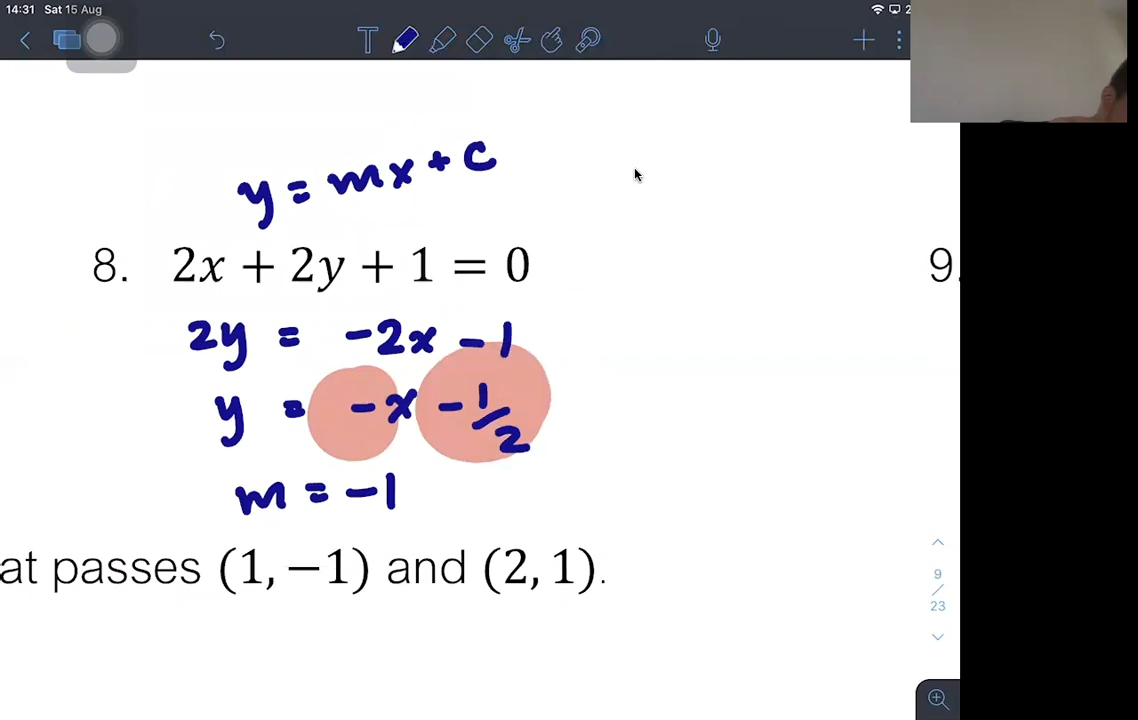 14:31 Sat 15 Aug
2
y = mx + c
8. 2x + 2y + 1 = 0
9.
2y = -2x - 1
y = -x - 1/2
m = -1
at passes (1, −1) and (2, 1).
9
/
23